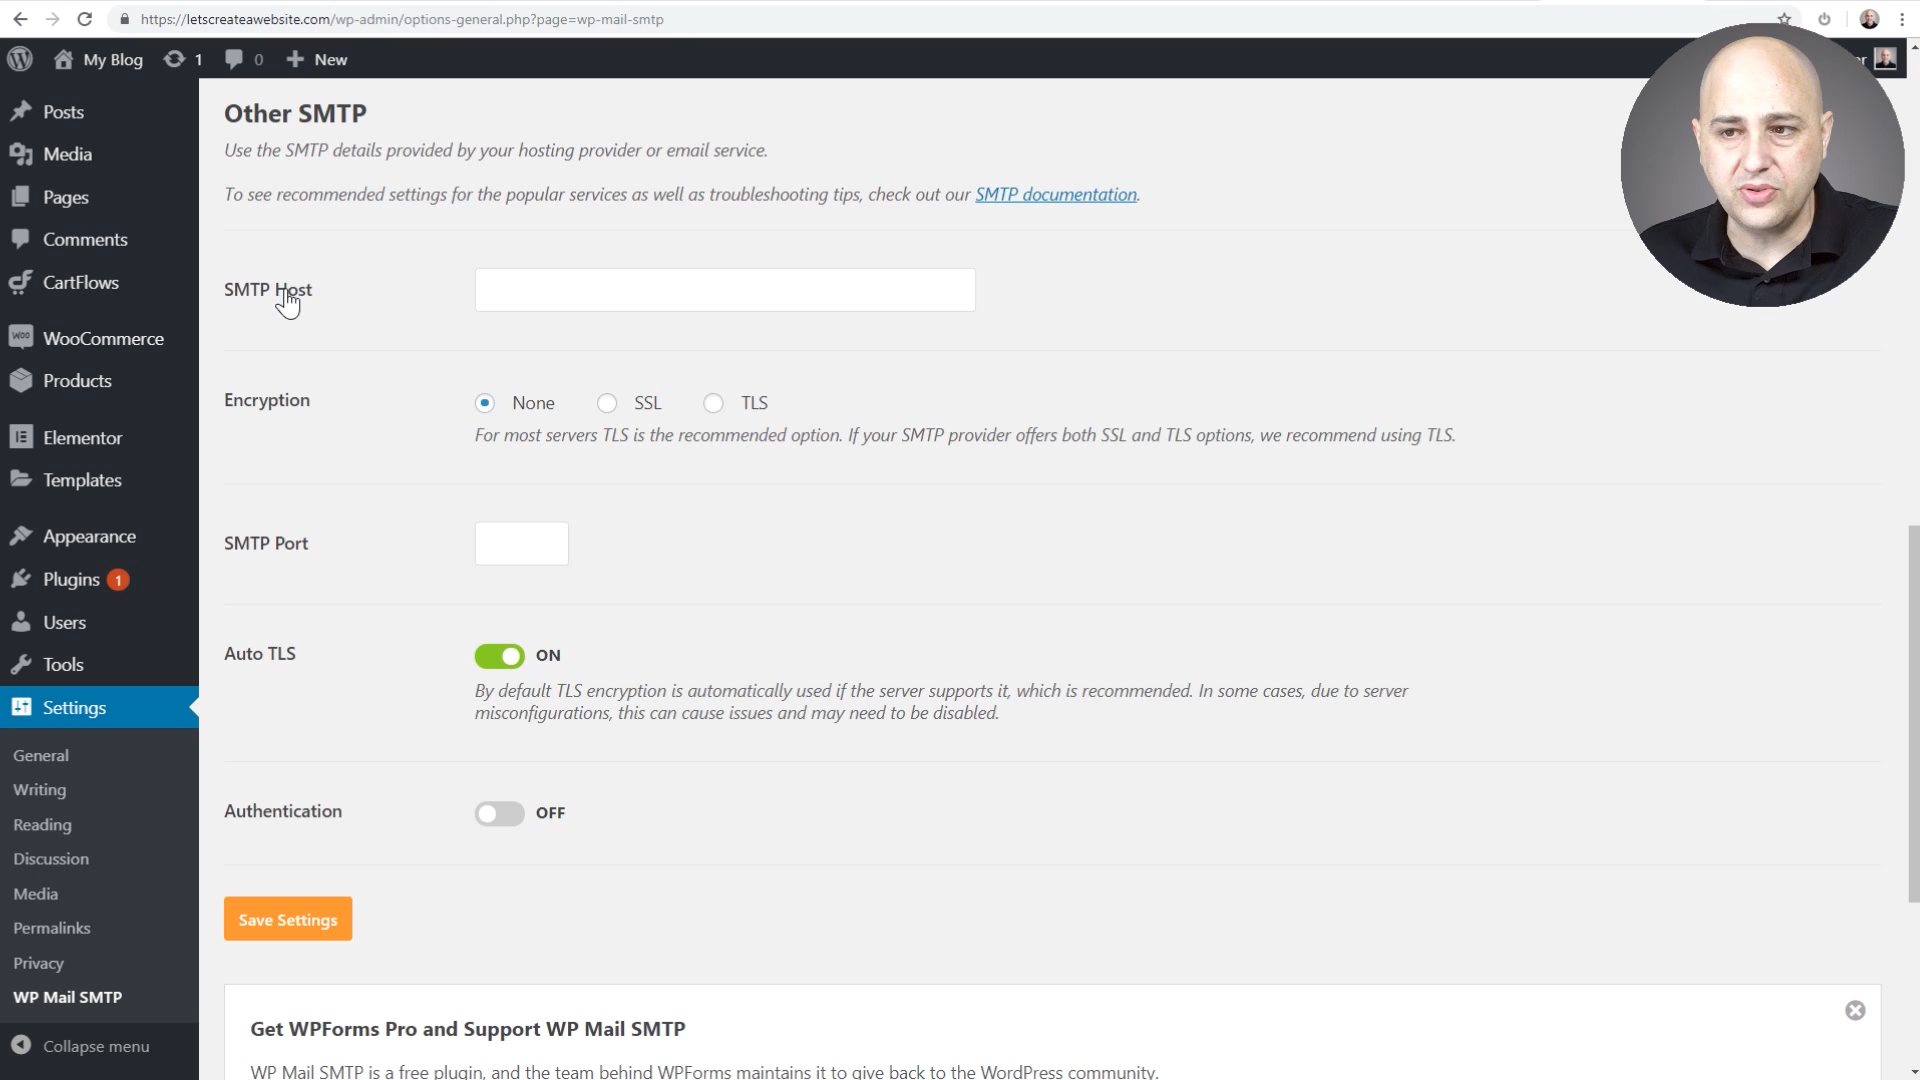 https://letscreateawebsite.com/wp-admin/options-general.php?page=wp-mail-smtp
My Blog 1 0 New
Posts
Media
Pages
Comments
CartFlows
WooCommerce
Products
Elementor
Templates
Appearance
Plugins 1
Users
Tools
Settings
General
Writing
Reading
Discussion
Media
Permalinks
Privacy
WP Mail SMTP
Collapse menu
Other SMTP
Use the SMTP details provided by your hosting provider or email service.
To see recommended settings for the popular services as well as troubleshooting tips, check out our SMTP documentation.
SMTP Host
Encryption
None SSL TLS
For most servers TLS is the recommended option. If your SMTP provider offers both SSL and TLS options, we recommend using TLS.
SMTP Port
Auto TLS
ON
By default TLS encryption is automatically used if the server supports it, which is recommended. In some cases, due to server
misconfigurations, this can cause issues and may need to be disabled.
Authentication
OFF
Save Settings
Get WPForms Pro and Support WP Mail SMTP
WP Mail SMTP is a free plugin, and the team behind WPForms maintains it to give back to the WordPress community.